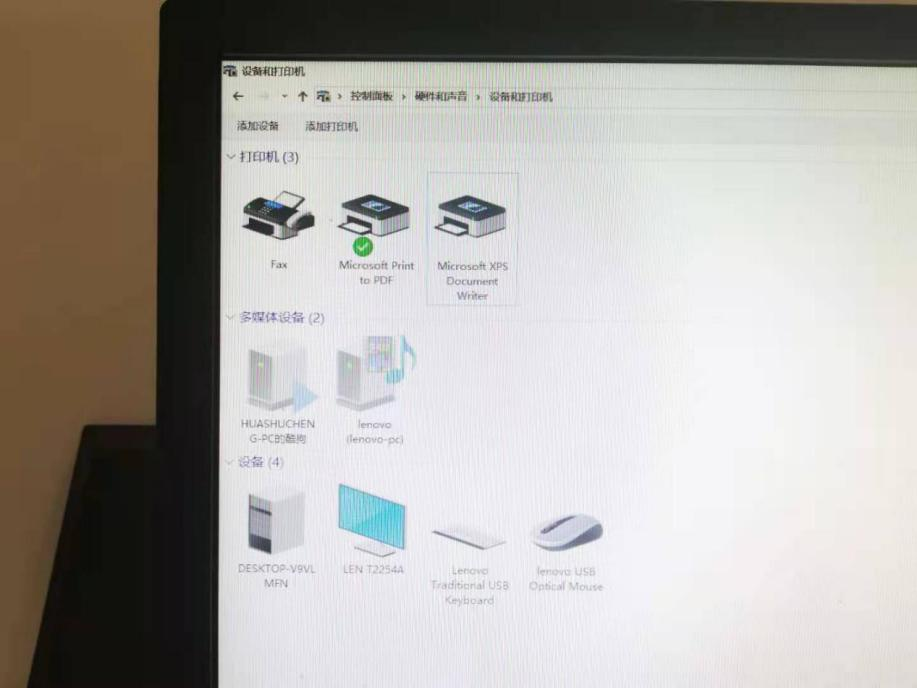 设备和打印机
控制面板 › 硬件和声音 › 设备和打印机
添加设备 添加打印机
打印机 (3)
Fax
Microsoft Print
to PDF
Microsoft XPS
Document
Writer
多媒体设备 (2)
HUASHUCHEN
G-PC的酷狗
lenovo
(lenovo-pc)
设备 (4)
DESKTOP-V9VL
MFN
LEN T2254A
Lenovo
Traditional USB
Keyboard
lenovo USB
Optical Mouse